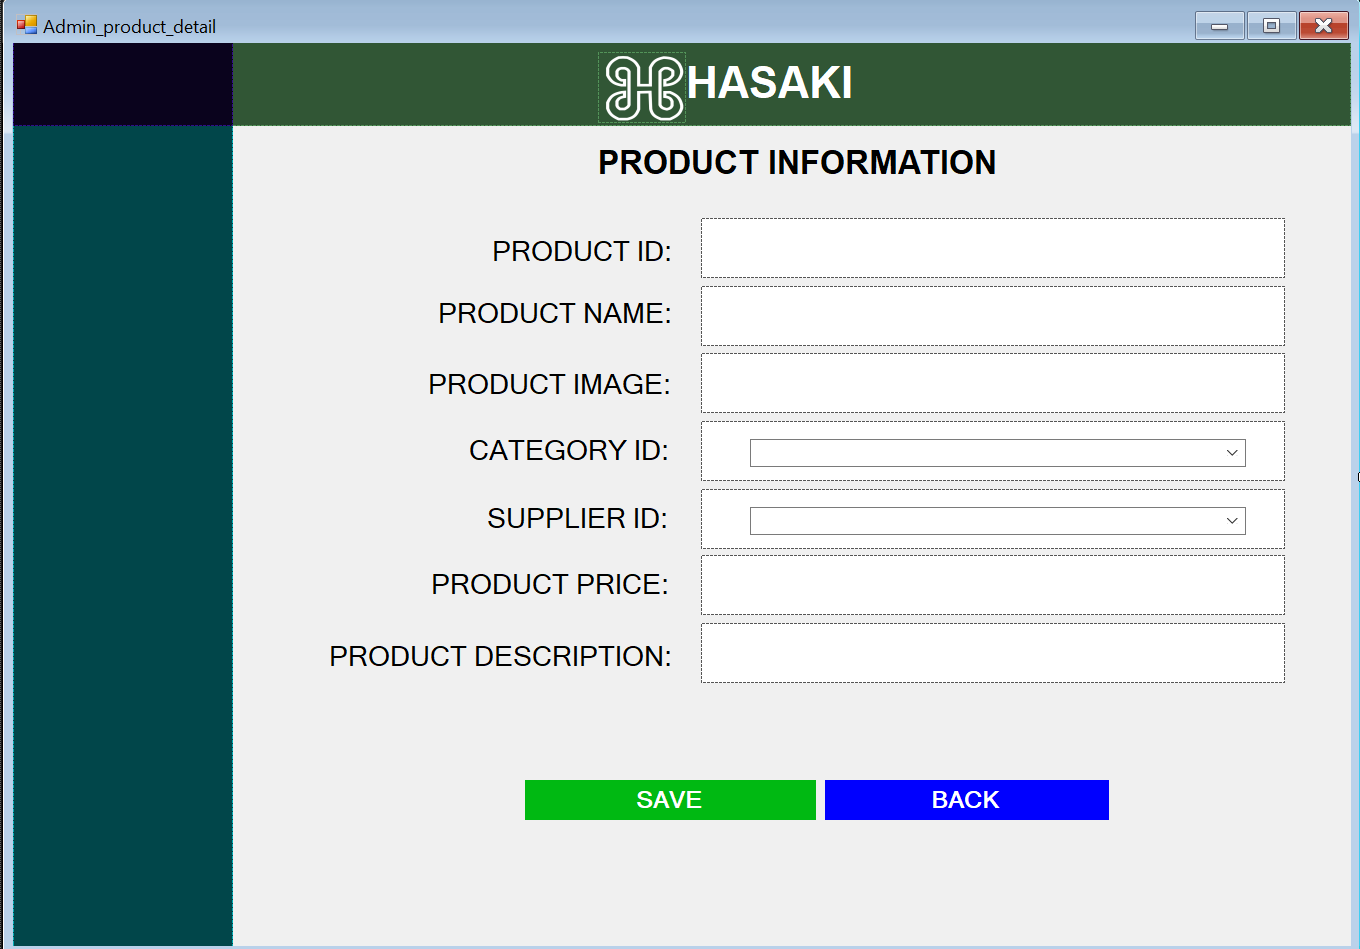 Admin_product_detail
HASAKI
PRODUCT INFORMATION
PRODUCT ID:
PRODUCT NAME:
PRODUCT IMAGE:
CATEGORY ID:
SUPPLIER ID:
PRODUCT PRICE:
PRODUCT DESCRIPTION:
SAVE BACK